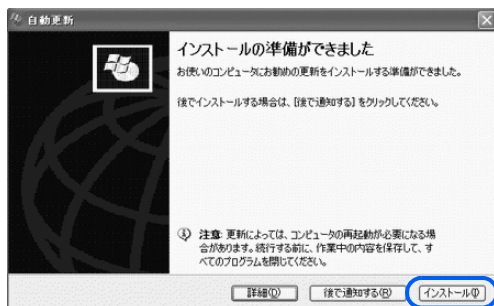 自動更新
インストールの準備ができました
お使いのコンピュータにお勧めの更新をインストールする準備ができました。
後でインストールする場合は、[後で通知する] をクリックしてください。
注意: 更新によっては、コンピュータの再起動が必要になる場
合があります。続行する前に、作業中の内容を保存して、す
べてのプログラムを閉じてください。
詳細(D)
後で通知する(R)
インストール(I)